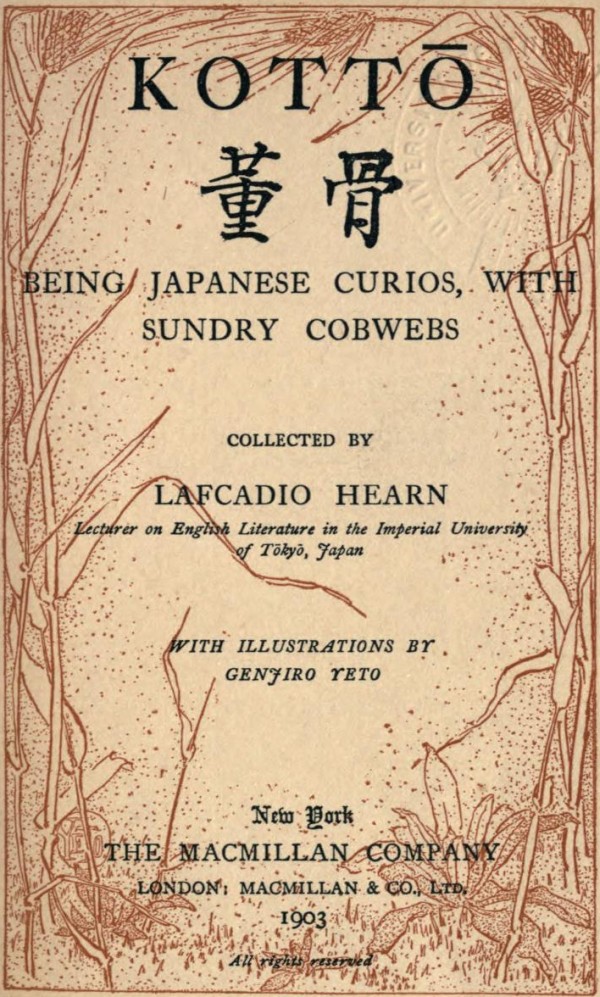 KOTTŌ
董骨
BEING JAPANESE CURIOS, WITH
SUNDRY COBWEBS
COLLECTED BY
LAFCADIO HEARN
Lecturer on English Literature in the Imperial University
of Tōkyō, Japan
WITH ILLUSTRATIONS BY
GENJIRO YETO
New York
THE MACMILLAN COMPANY
LONDON: MACMILLAN & CO., LTD.
1903
All rights reserved